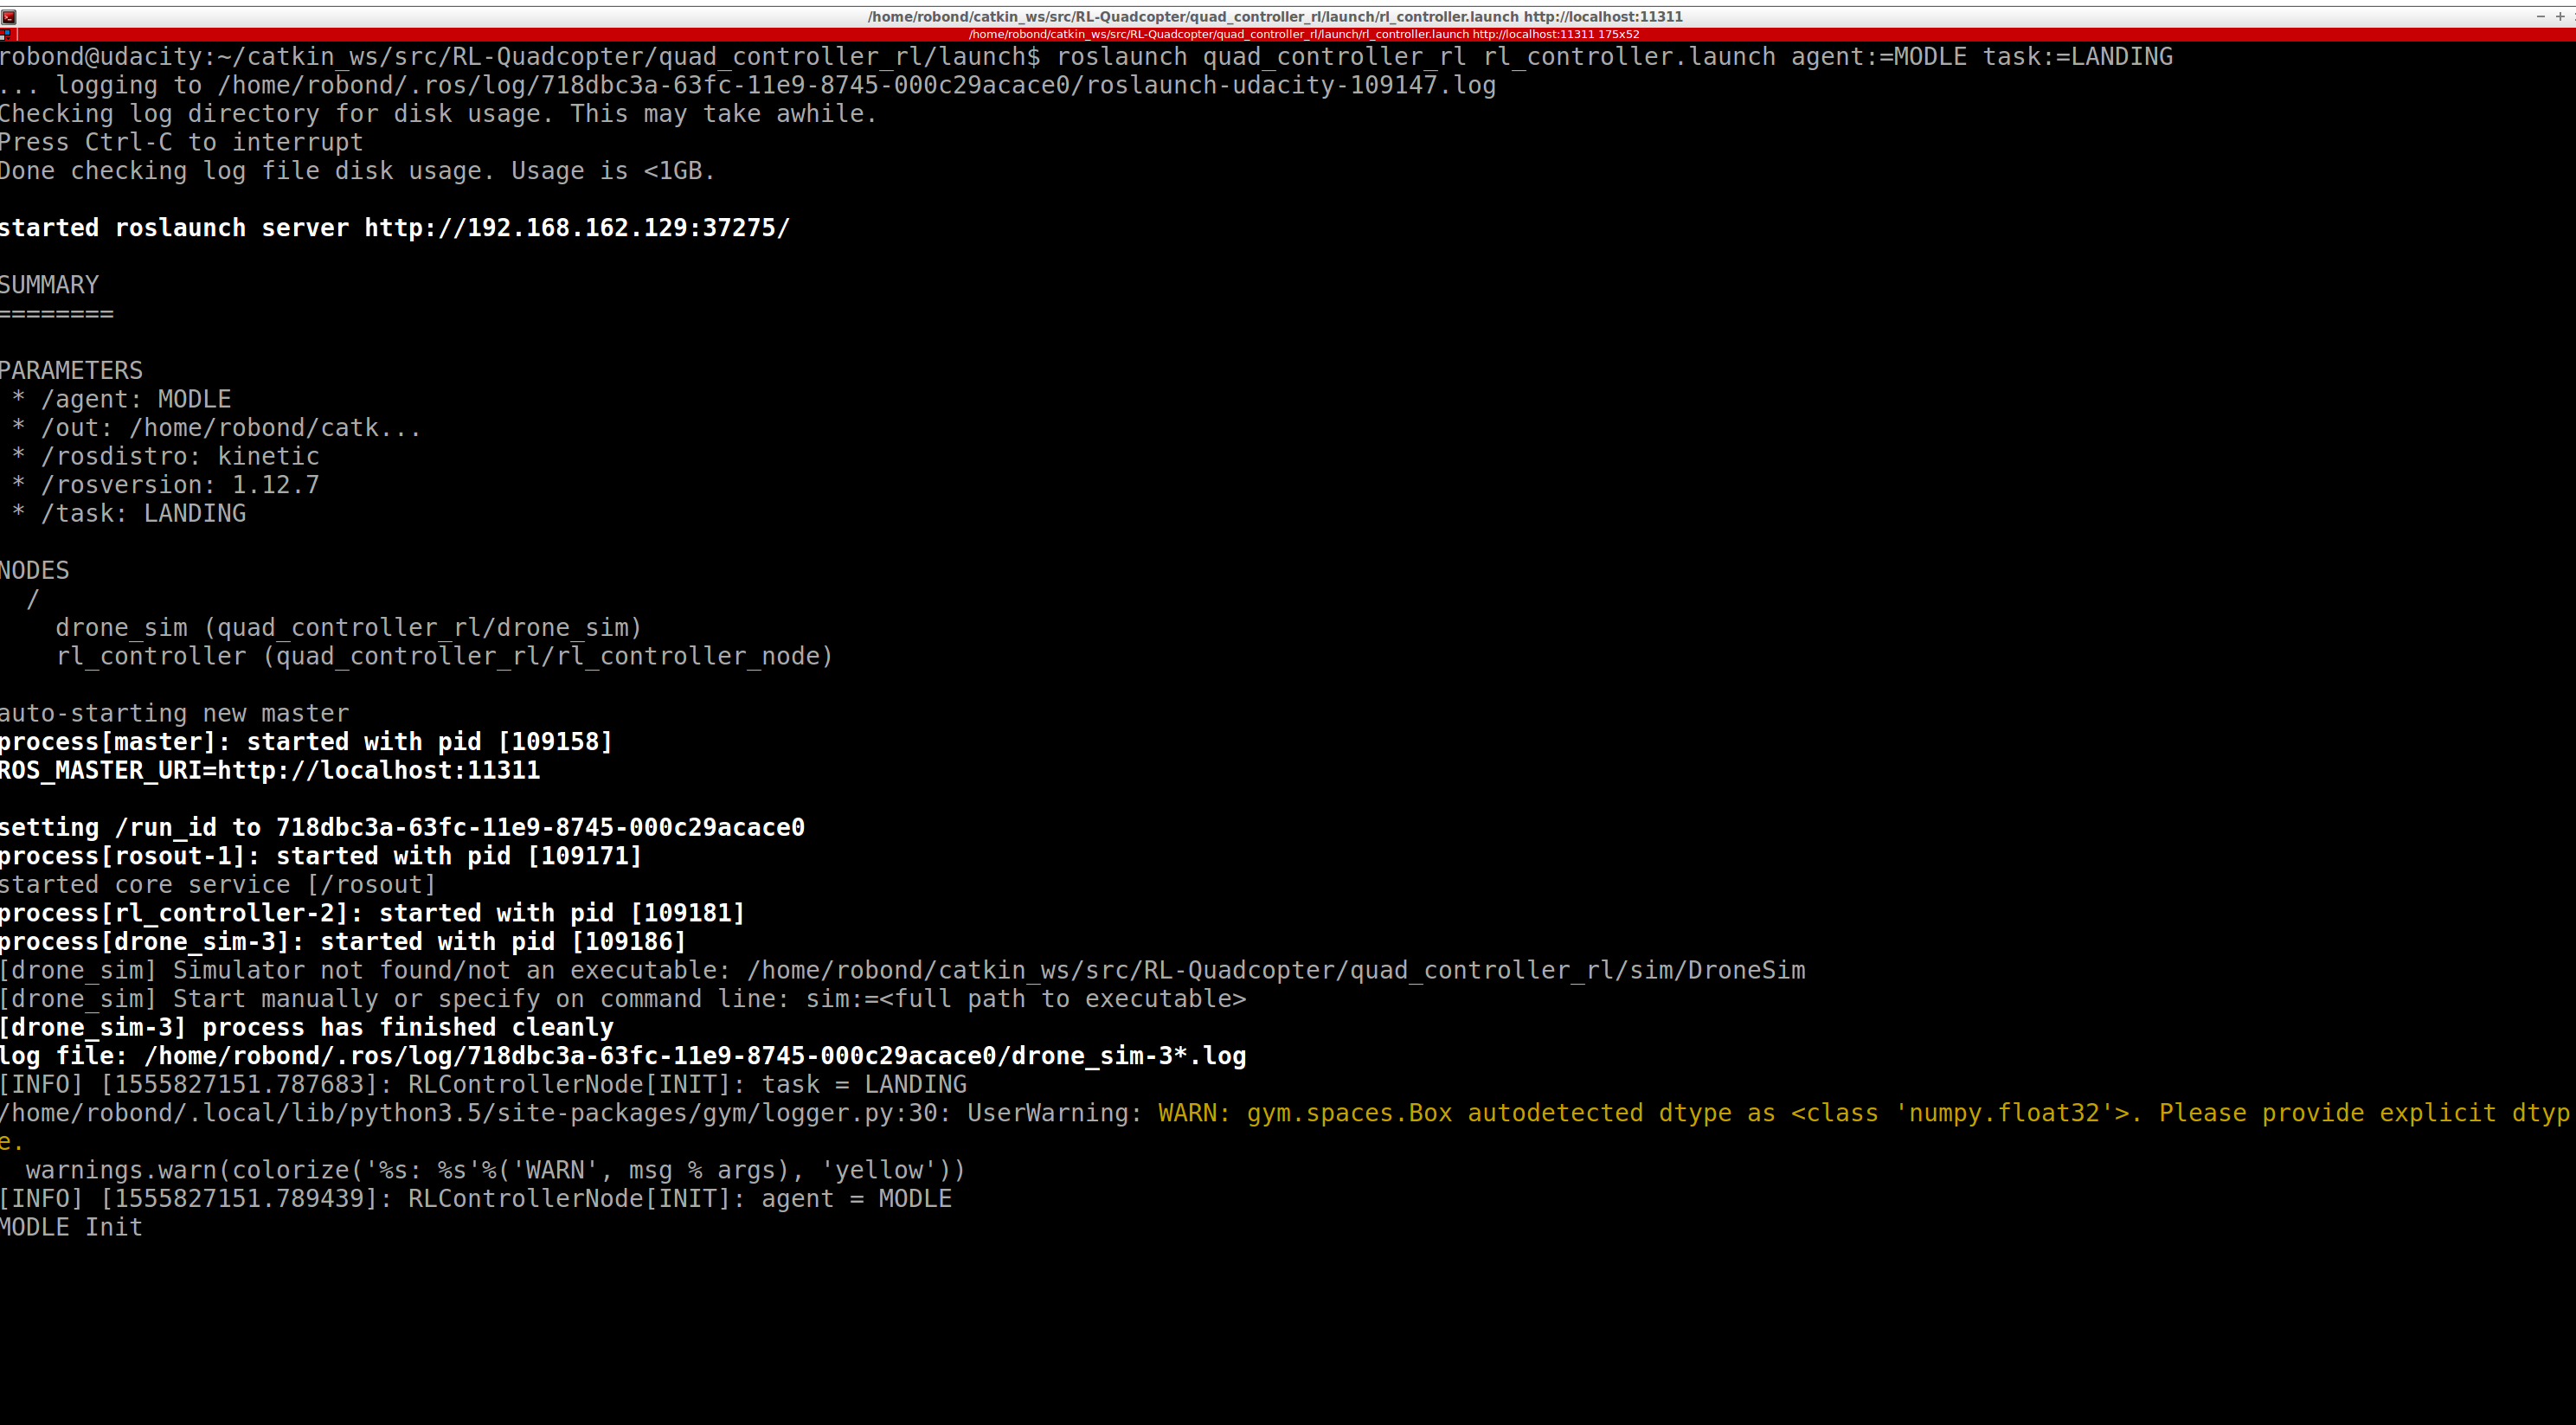 /home/robond/catkin_ws/src/RL-Quadcopter/quad_controller_rl/launch/rl_controller.launch http://localhost:11311
/home/robond/catkin_ws/src/RL-Quadcopter/quad_controller_rl/launch/rl_controller.launch http://localhost:11311 175x52
robond@udacity:~/catkin_ws/src/RL-Quadcopter/quad_controller_rl/launch$ roslaunch quad_controller_rl rl_controller.launch agent:=MODLE task:=LANDING
... logging to /home/robond/.ros/log/718dbc3a-63fc-11e9-8745-000c29acace0/roslaunch-udacity-109147.log
Checking log directory for disk usage. This may take awhile.
Press Ctrl-C to interrupt
Done checking log file disk usage. Usage is <1GB.
started roslaunch server http://192.168.162.129:37275/
SUMMARY
========
PARAMETERS
* /agent: MODLE
* /out: /home/robond/catk...
* /rosdistro: kinetic
* /rosversion: 1.12.7
* /task: LANDING
NODES
/
drone_sim (quad_controller_rl/drone_sim)
rl_controller (quad_controller_rl/rl_controller_node)
auto-starting new master
process[master]: started with pid [109158]
ROS_MASTER_URI=http://localhost:11311
setting /run_id to 718dbc3a-63fc-11e9-8745-000c29acace0
process[rosout-1]: started with pid [109171]
started core service [/rosout]
process[rl_controller-2]: started with pid [109181]
process[drone_sim-3]: started with pid [109186]
[drone_sim] Simulator not found/not an executable: /home/robond/catkin_ws/src/RL-Quadcopter/quad_controller_rl/sim/DroneSim
[drone_sim] Start manually or specify on command line: sim:=<full path to executable>
[drone_sim-3] process has finished cleanly
log file: /home/robond/.ros/log/718dbc3a-63fc-11e9-8745-000c29acace0/drone_sim-3*.log
[INFO] [1555827151.787683]: RLControllerNode[INIT]: task = LANDING
/home/robond/.local/lib/python3.5/site-packages/gym/logger.py:30: UserWarning: WARN: gym.spaces.Box autodetected dtype as <class 'numpy.float32'>. Please provide explicit dtyp
e.
warnings.warn(colorize('%s: %s'%('WARN', msg % args), 'yellow'))
[INFO] [1555827151.789439]: RLControllerNode[INIT]: agent = MODLE
MODLE Init